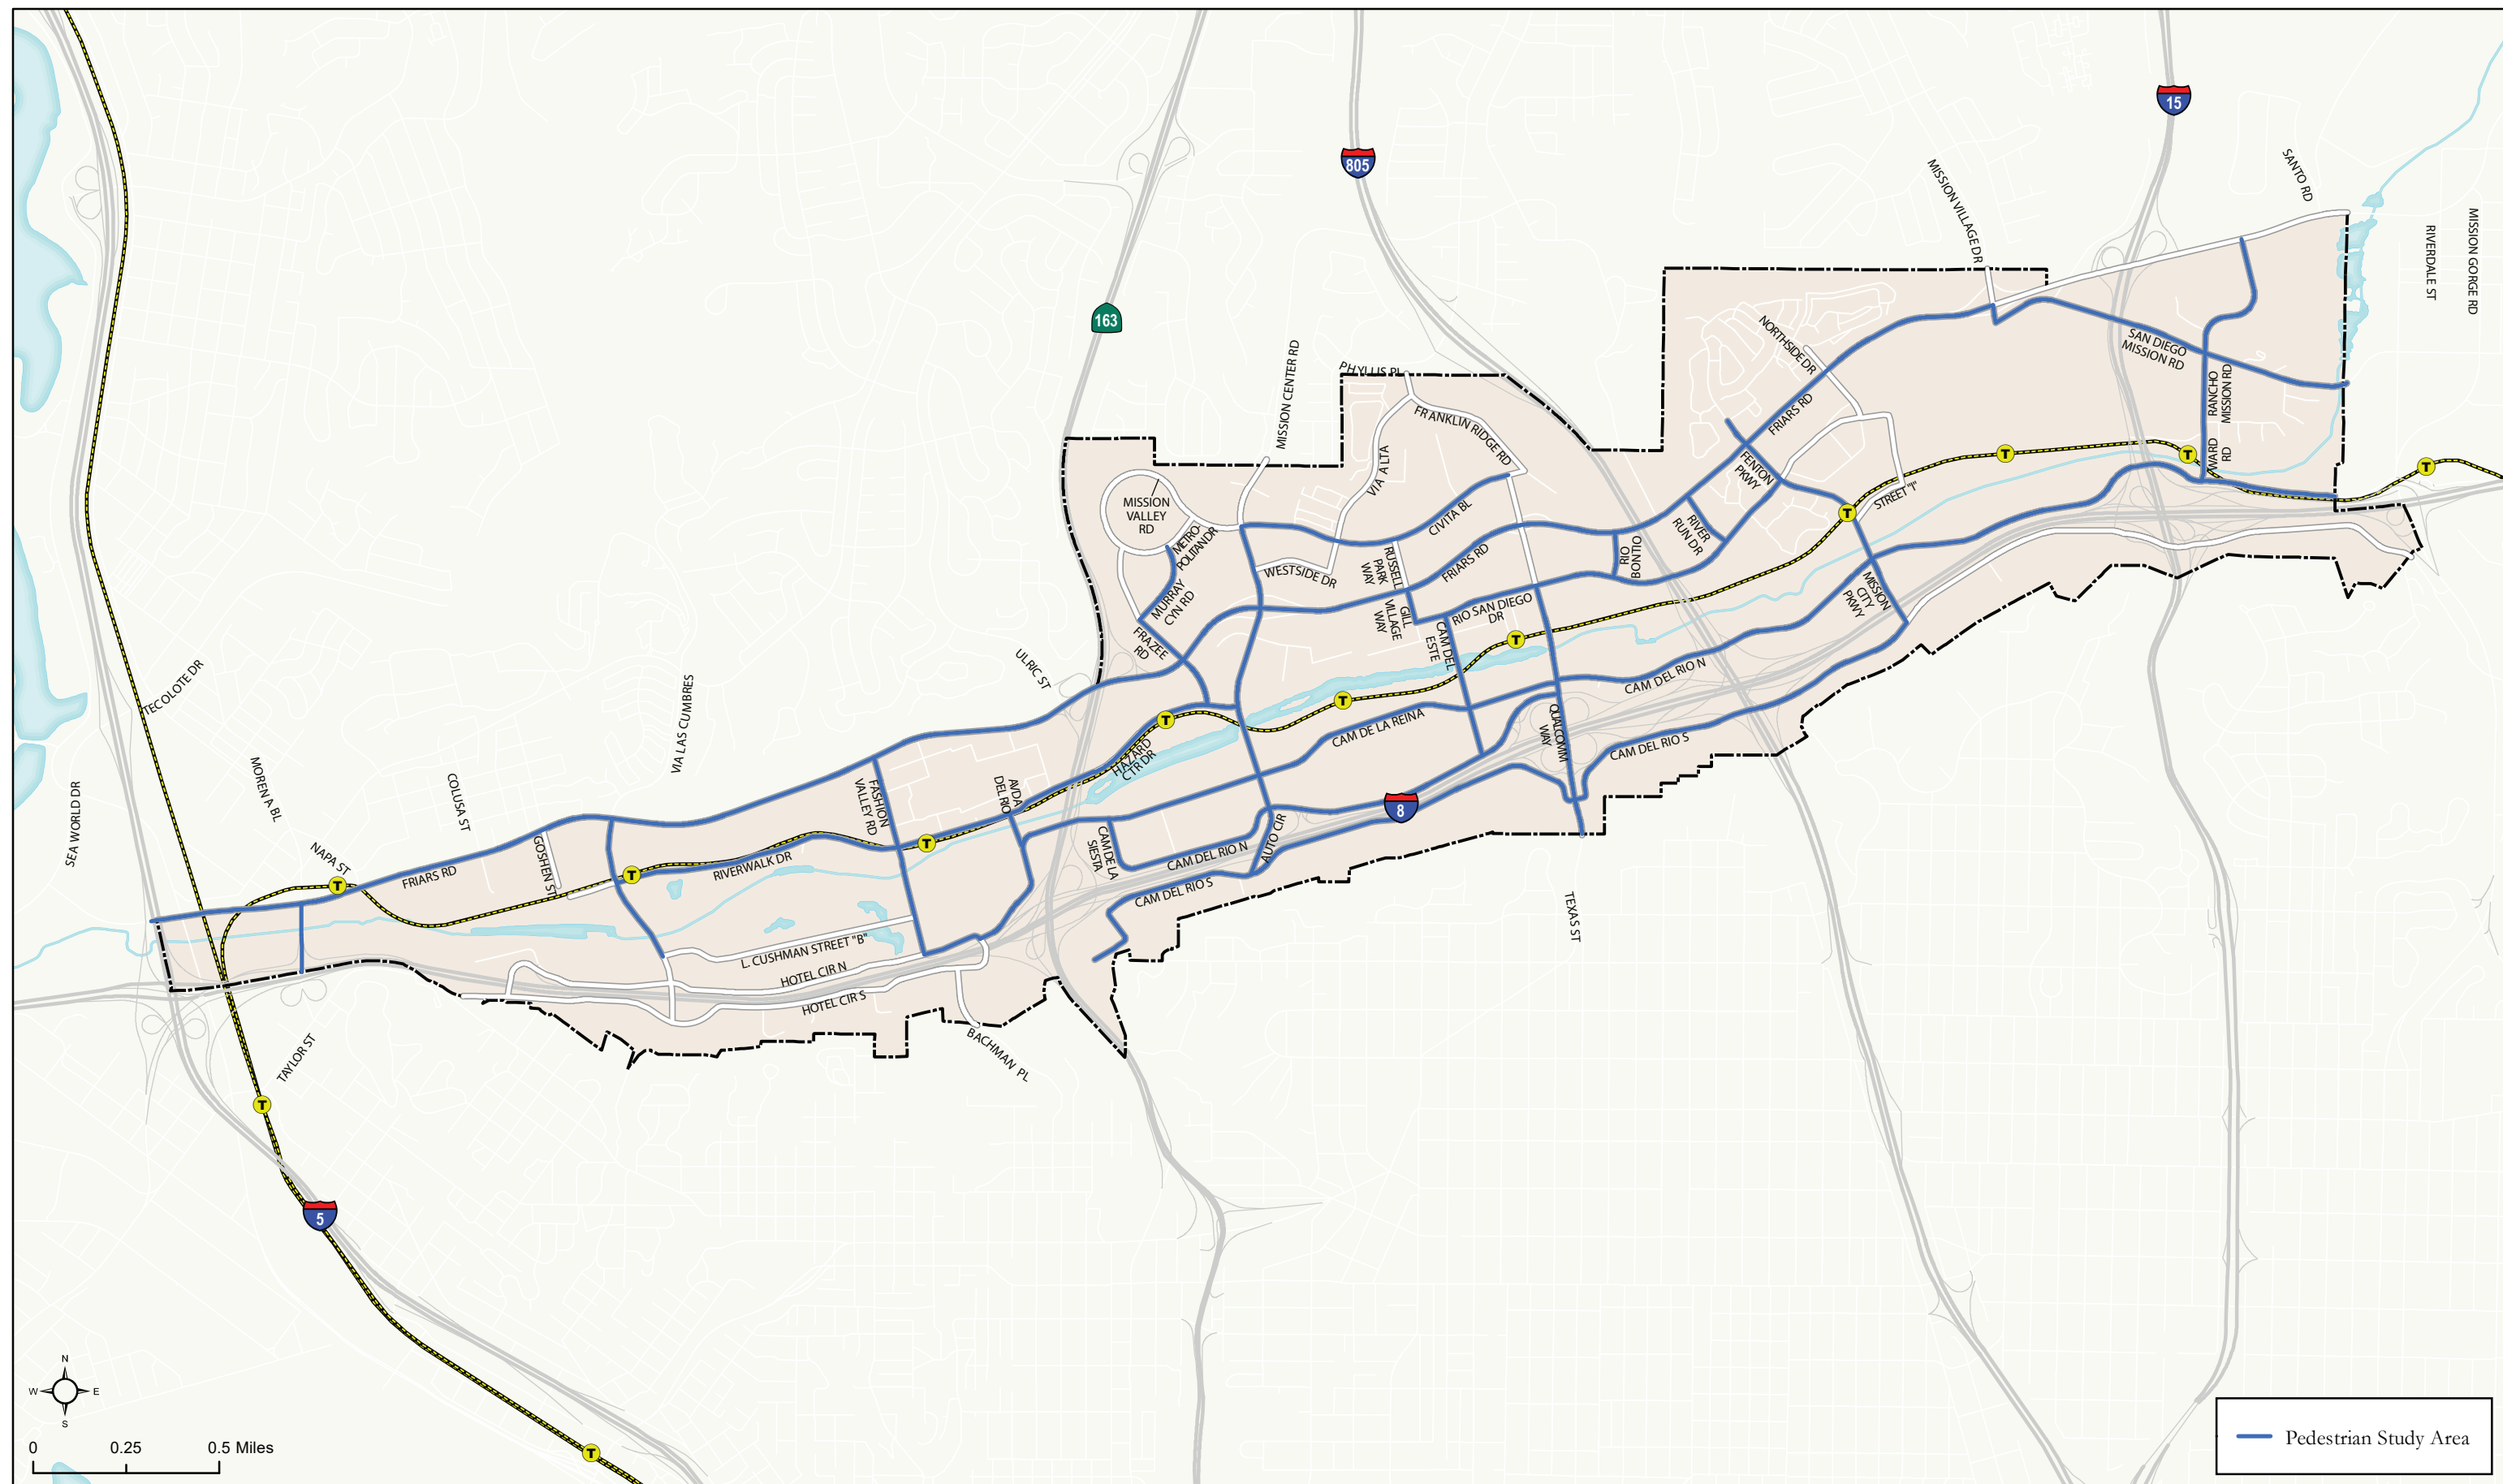 15
805
SANTO RD
MISSION VILLAGE DR
RIVERDALE ST
MISSION GORGE RD
163
NORTHSIDE DR
SAN DIEGO
MISSION RD
MISSION CENTER RD
PHYLLIS PL
FRANKLIN RIDGE RD
FRIARS RD
RANCHO
MISSION RD
VIA ALTA
WARD
RD
FENTON
PKWY
STREET "I"
MISSION
VALLEY
RD
METRO-
POLITAN DR
CIVITA BL
RIVER
RUN DR
RUSSELL
PARK
WAY
FRIARS RD
RIO
BONTIO
WESTSIDE DR
MURRAY
CYN RD
GILL
VILLAGE
WAY
RIO SAN DIEGO
DR
MISSION
CITY
PKWY
FRAZEE
RD
CAM DEL
ESTE
ULRIC ST
TECOLOTE DR
CAM DEL RIO N
VIA LAS CUMBRES
QUALCOMM
WAY
CAM DE LA REINA
CAM DEL RIO S
HAZARD
CTR DR
MOREN A BL
COLUSA ST
SEA WORLD DR
FASHION
VALLEY RD
AVDA
DEL RIO
8
NAPA ST
GOSHEN ST
FRIARS RD
RIVERWALK DR
CAM DE LA
SIESTA
CAM DEL RIO N
AUTO CIR
CAM DEL RIO S
TEXAS ST
L. CUSHMAN STREET "B"
HOTEL CIR N
HOTEL CIR S
TAYLOR ST
BACHMAN PL
5
T
T
T
T
T
T
T
T
T
T
T
T
N
W
E
S
0
0.25
0.5 Miles
Pedestrian Study Area